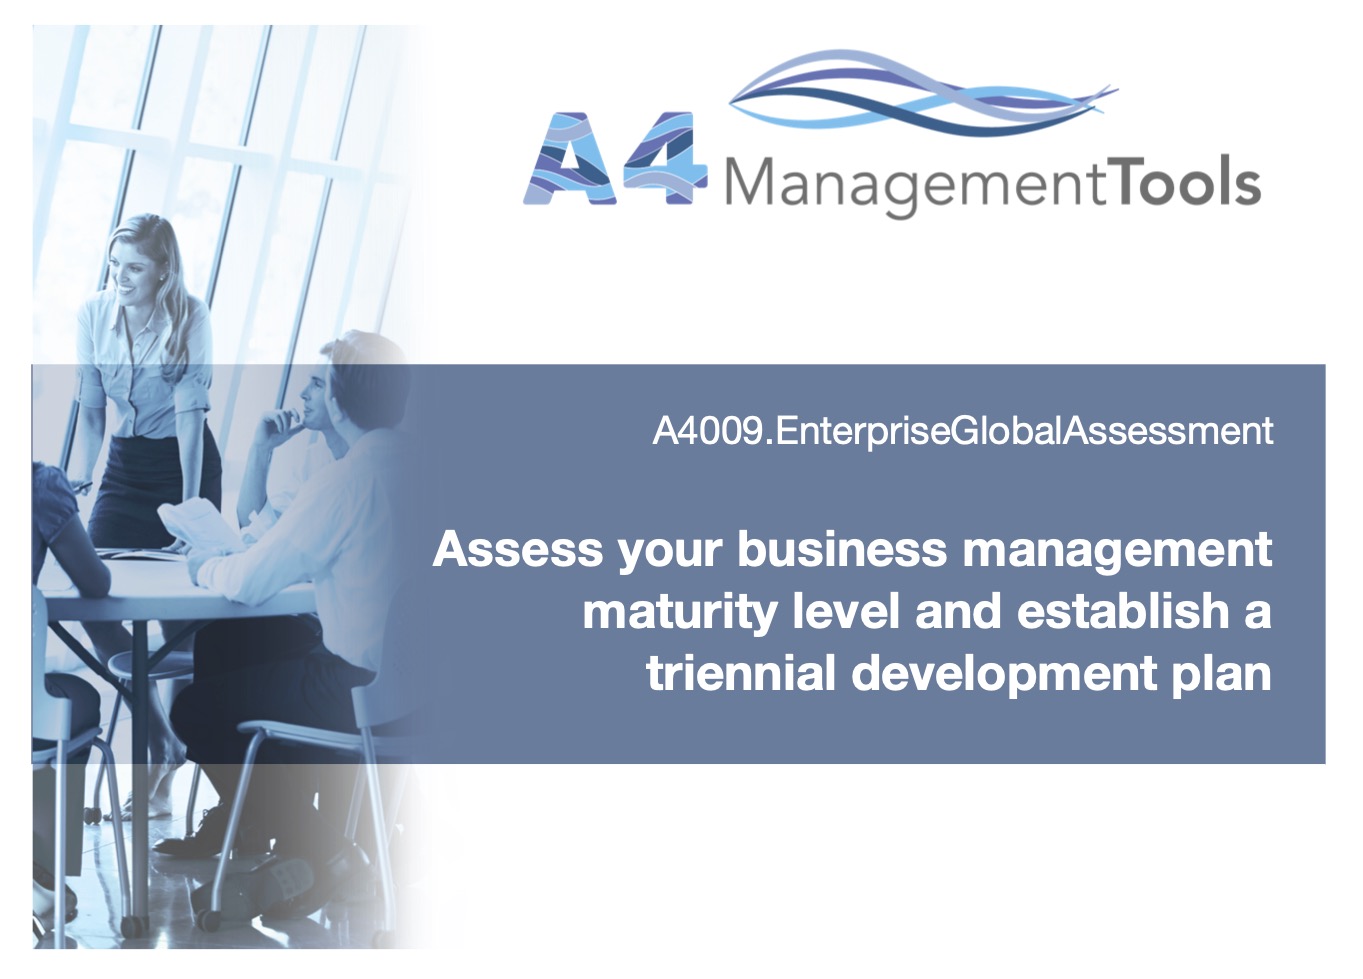 A4 ManagementTools
A4009.EnterpriseGlobalAssessment
Assess your business management
maturity level and establish a
triennial development plan